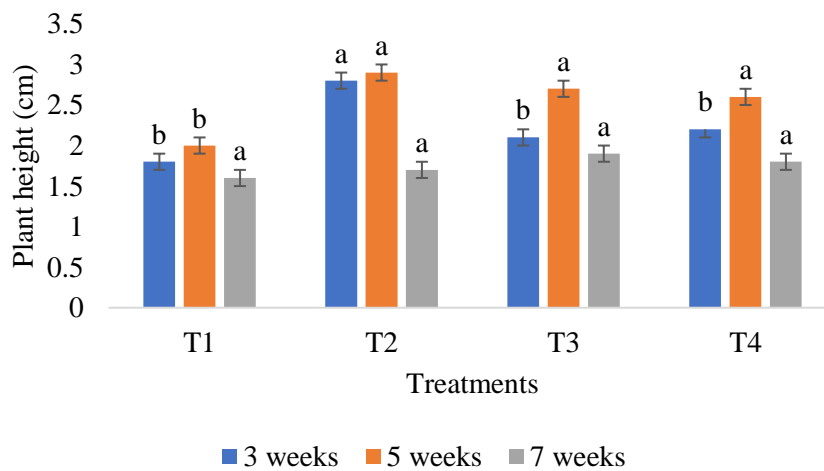 3.5
3
2.5
2
1.5
1
0.5
0
Plant height (cm)
b b a
a a a
b a a
b a a
T1 T2 T3 T4
Treatments
3 weeks 5 weeks 7 weeks